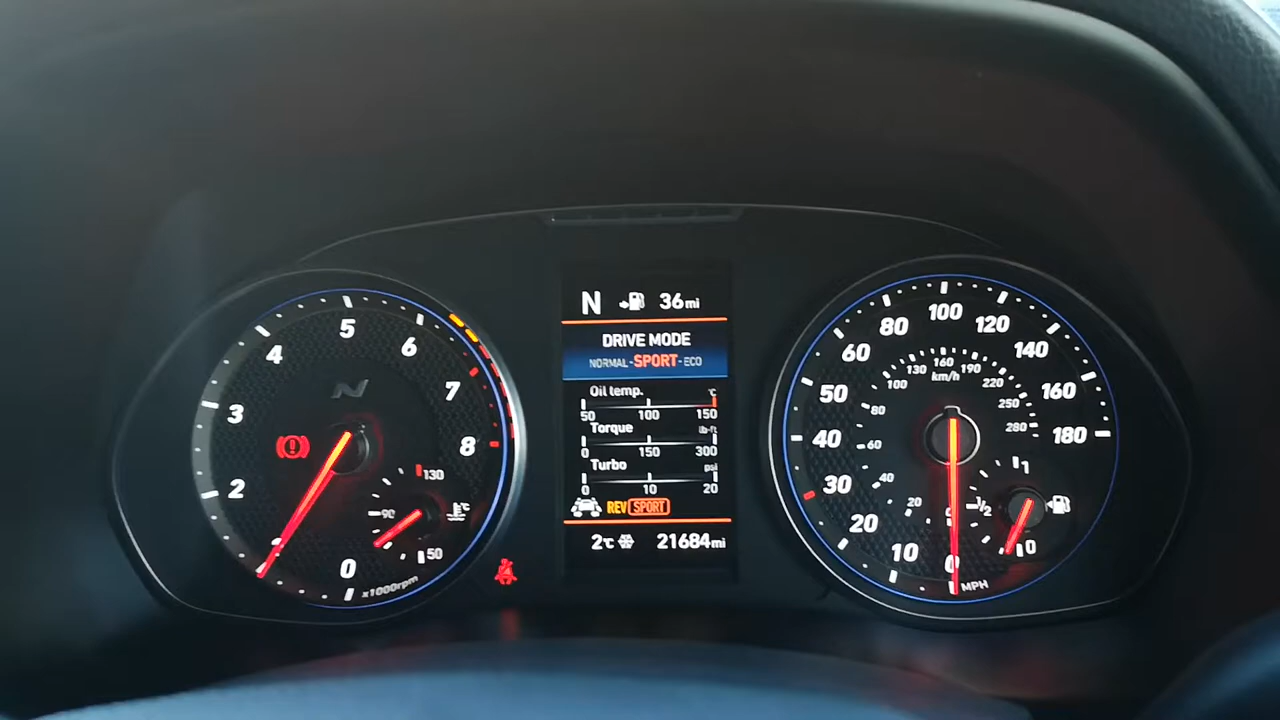 5
4
6
3
7
2
8
0
x1000rpm
N
130
90
50
°C
N 36mi
DRIVE MODE
NORMAL-SPORT-ECO
Oil temp. °C
50 100 150
Torque lb-ft
0 150 300
Turbo psi
0 10 20
REV SPORT
2°C 21684mi
100
80 120
60 140
50 160
40 180
30
20
10
0
MPH
160
130 190
100 km/h 220
80 250
60 280
40
20
1
1/2
0